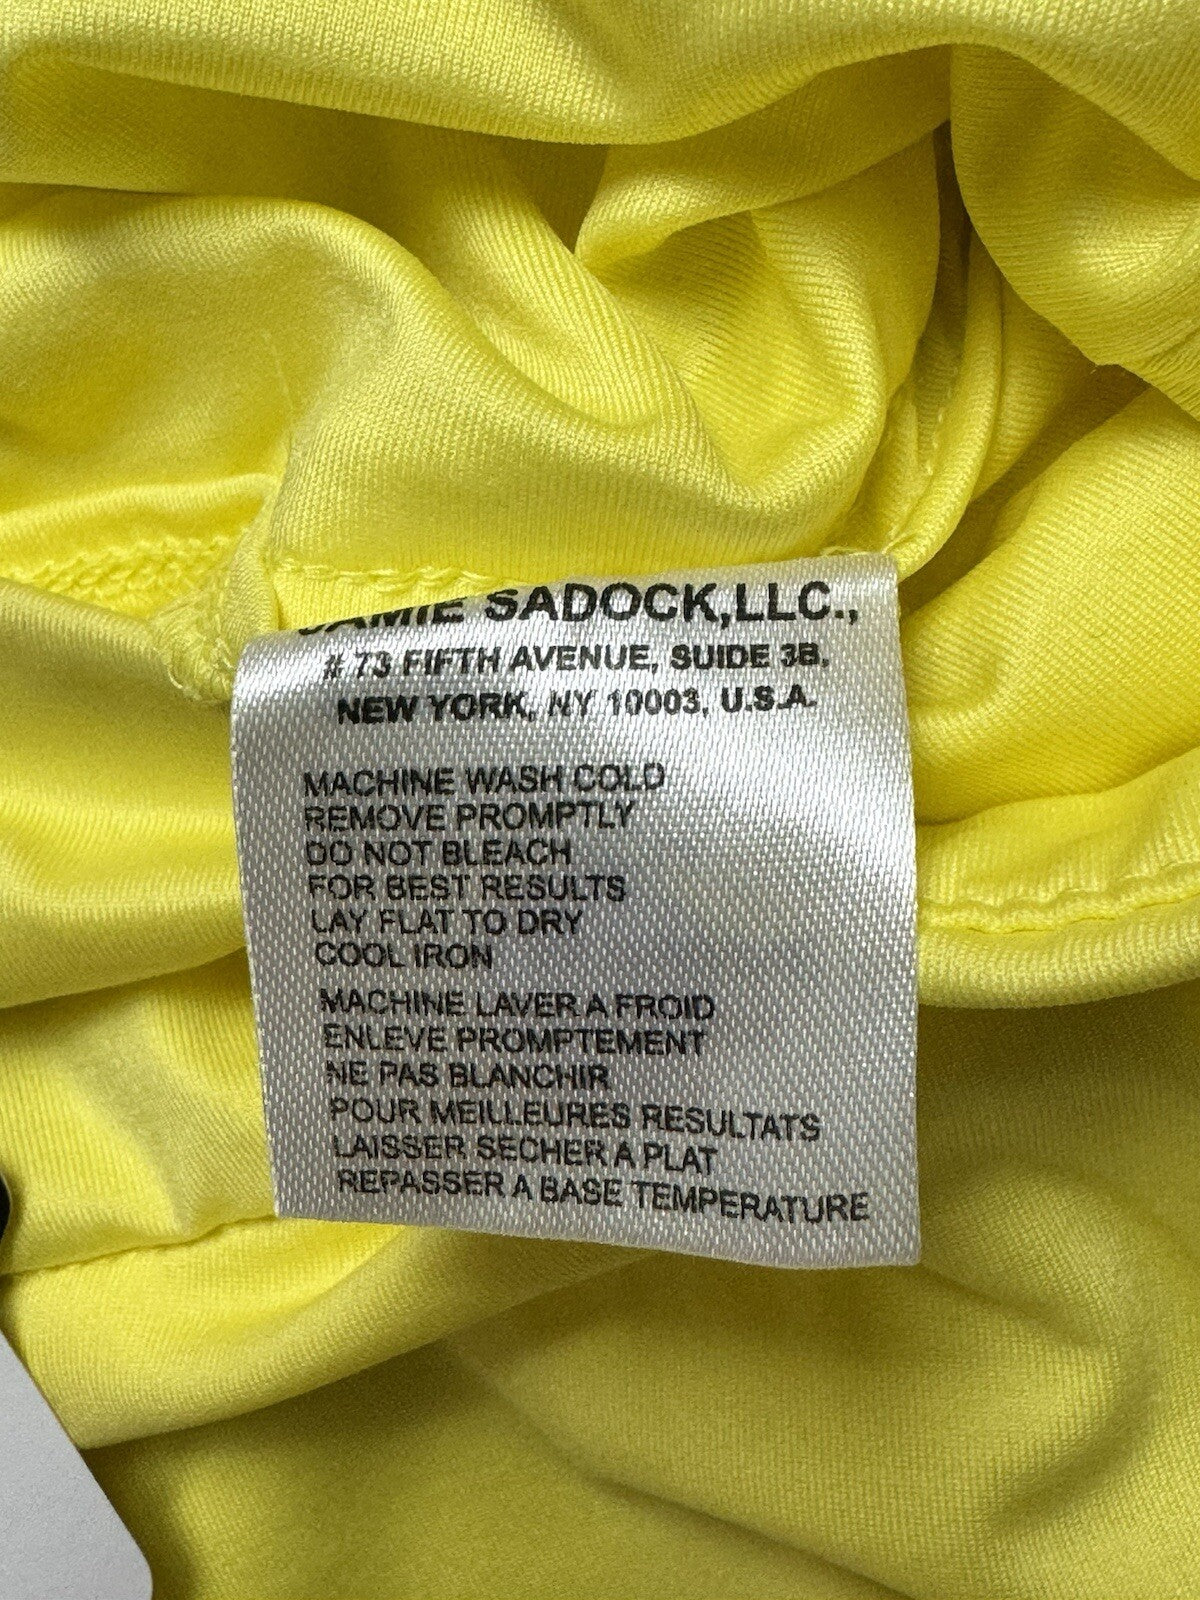 JAMIE SADOCK,LLC.,
# 73 FIFTH AVENUE, SUIDE 3B,
NEW YORK, NY 10003, U.S.A.
MACHINE WASH COLD
REMOVE PROMPTLY
DO NOT BLEACH
FOR BEST RESULTS
LAY FLAT TO DRY
COOL IRON
MACHINE LAVER A FROID
ENLEVE PROMPTEMENT
NE PAS BLANCHIR
POUR MEILLEURES RESULTATS
LAISSER SECHER A PLAT
REPASSER A BASE TEMPERATURE